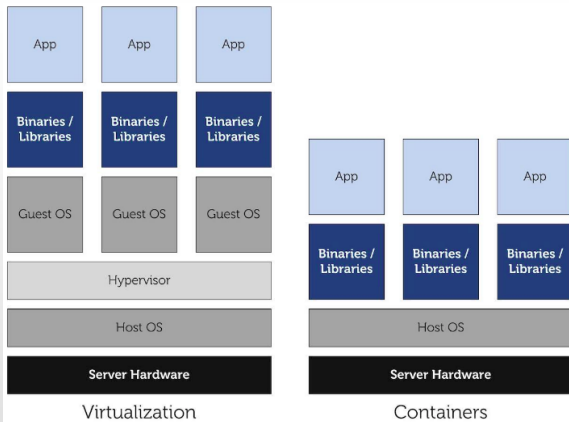 App App App
Binaries / Binaries / Binaries /
Libraries Libraries Libraries
Guest OS Guest OS Guest OS
Hypervisor
Host OS
Server Hardware
Virtualization
App App App
Binaries / Binaries / Binaries /
Libraries Libraries Libraries
Host OS
Server Hardware
Containers